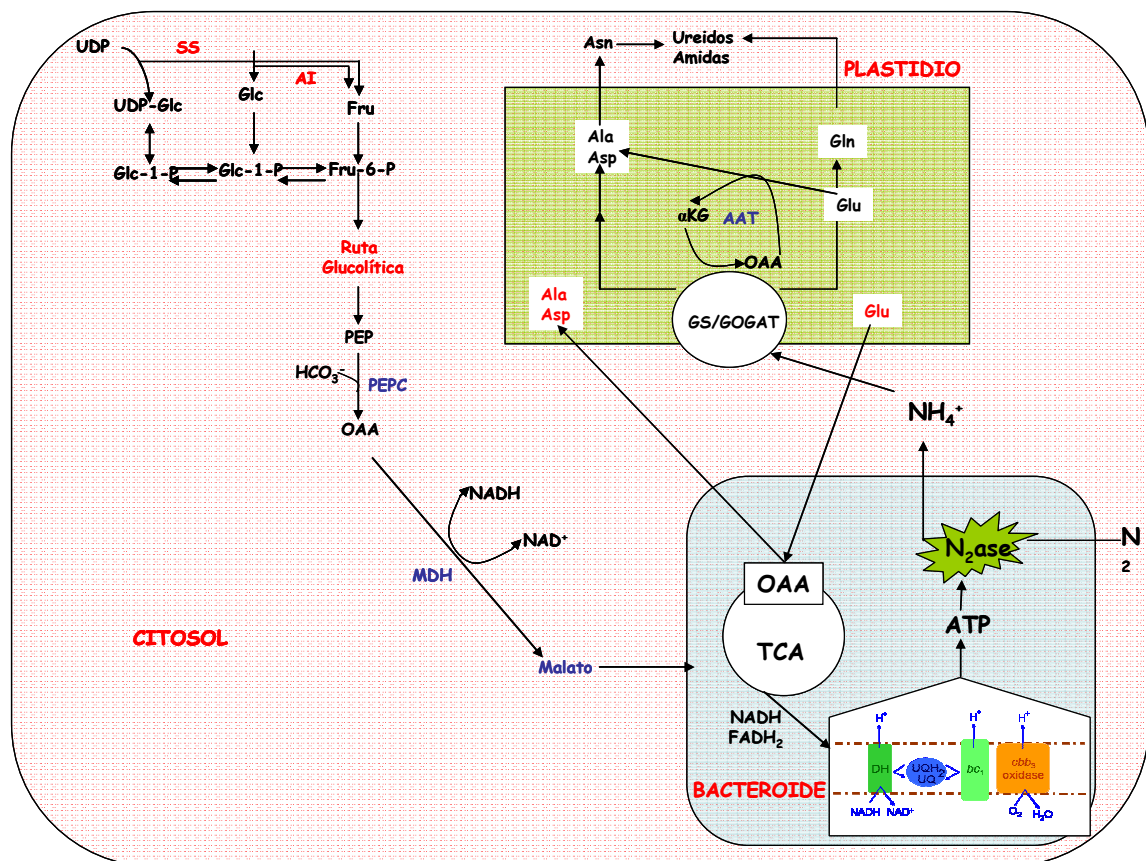 UDP
SS
AI
UDP-Glc
Glc
Fru
Glc-1-P
Glc-1-P
Fru-6-P
Ruta
Glucolítica
PEP
HCO₃⁻
PEPC
OAA
NADH
NAD⁺
MDH
Malato
CITOSOL
Asn
Ureidos
Amidas
PLASTIDIO
Ala
Asp
Gln
Glu
αKG
AAT
OAA
Ala
Asp
GS/GOGAT
Glu
NH₄⁺
N₂ase
N
2
OAA
TCA
ATP
NADH
FADH₂
BACTEROIDE
H⁺
H⁺
H⁺
DH
UQH₂
UQ
bc₁
cbb₃
oxidase
NADH
NAD⁺
O₂
H₂O